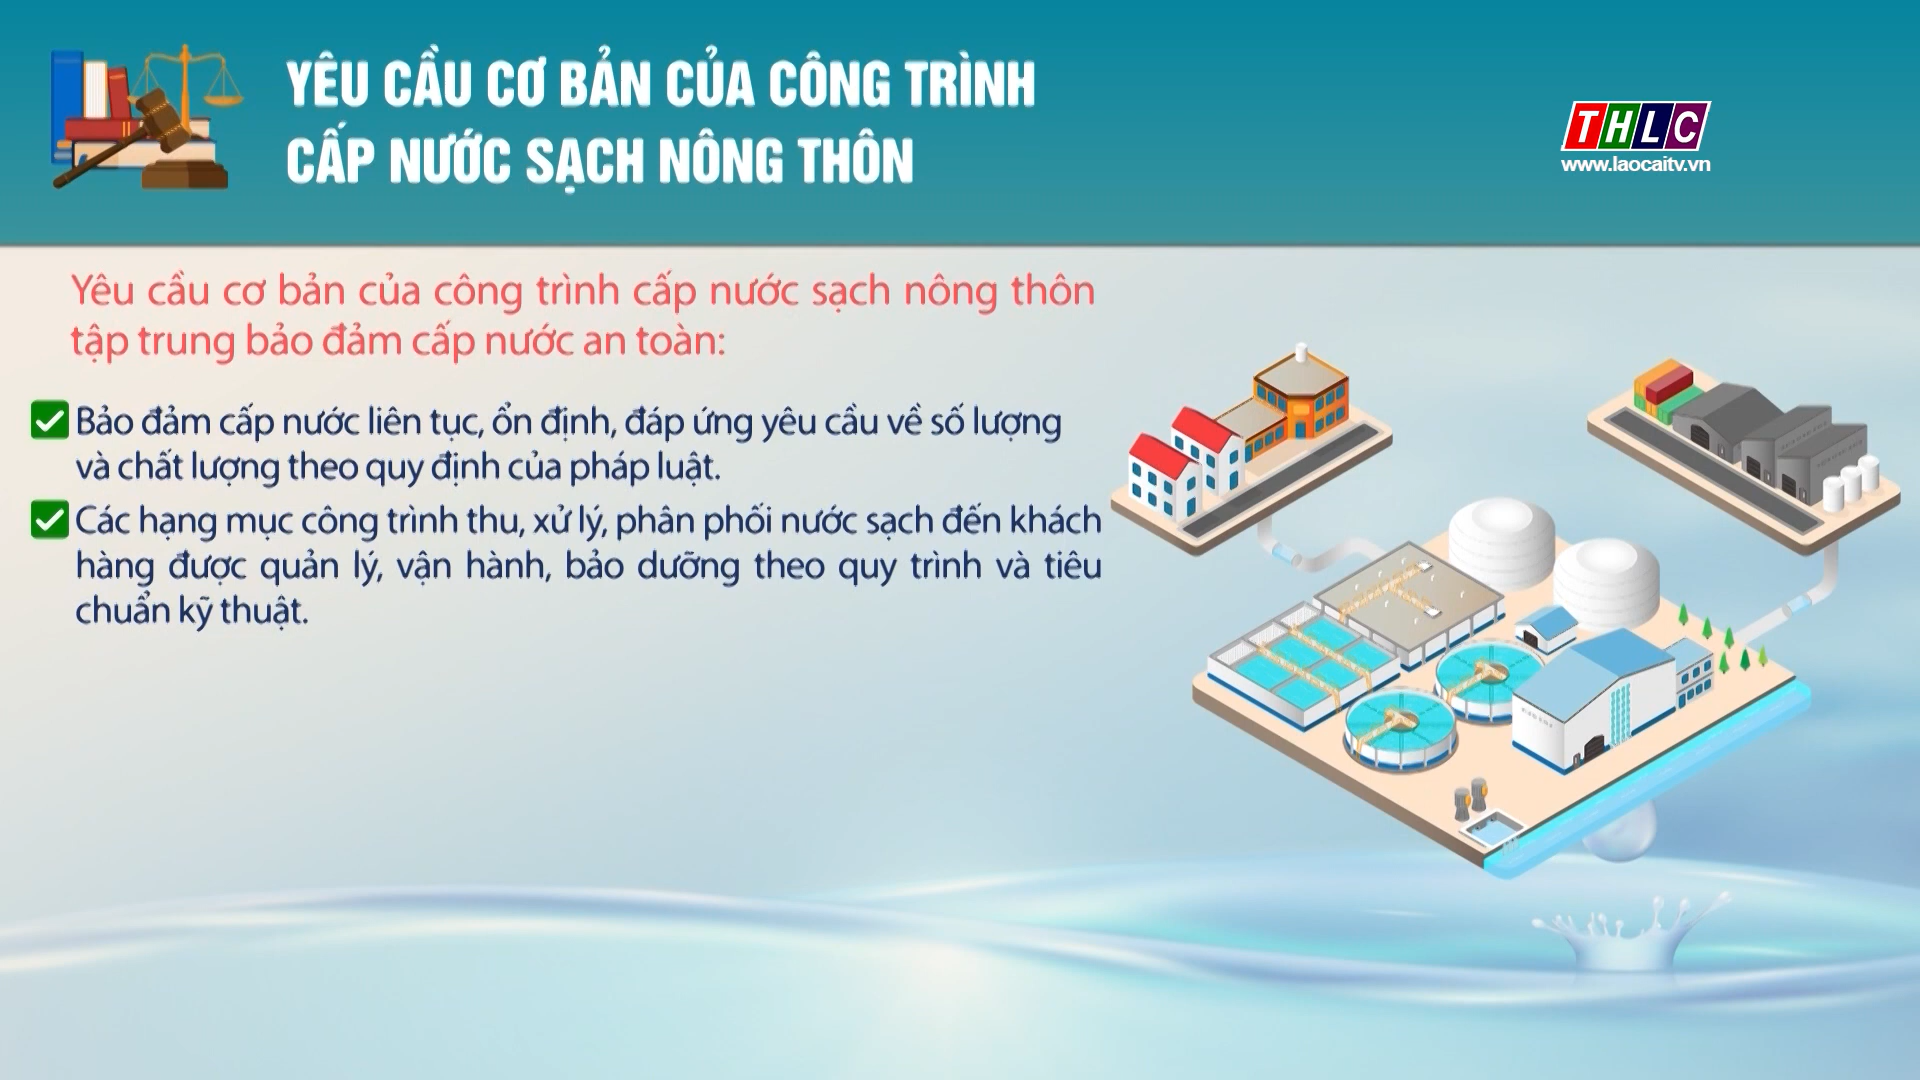 YÊU CẦU CƠ BẢN CỦA CÔNG TRÌNH
CẤP NƯỚC SẠCH NÔNG THÔN
THLC
www.laocaitv.vn
Yêu cầu cơ bản của công trình cấp nước sạch nông thôn
tập trung bảo đảm cấp nước an toàn:
Bảo đảm cấp nước liên tục, ổn định, đáp ứng yêu cầu về số lượng
và chất lượng theo quy định của pháp luật.
Các hạng mục công trình thu, xử lý, phân phối nước sạch đến khách
hàng được quản lý, vận hành, bảo dưỡng theo quy trình và tiêu
chuẩn kỹ thuật.